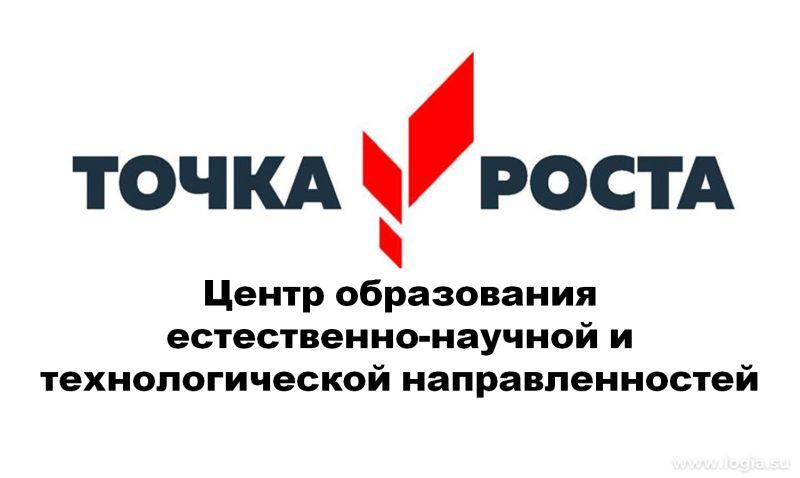 ТОЧКА РОСТА
Центр образования
естественно-научной и
технологической направленностей
www.logia.su